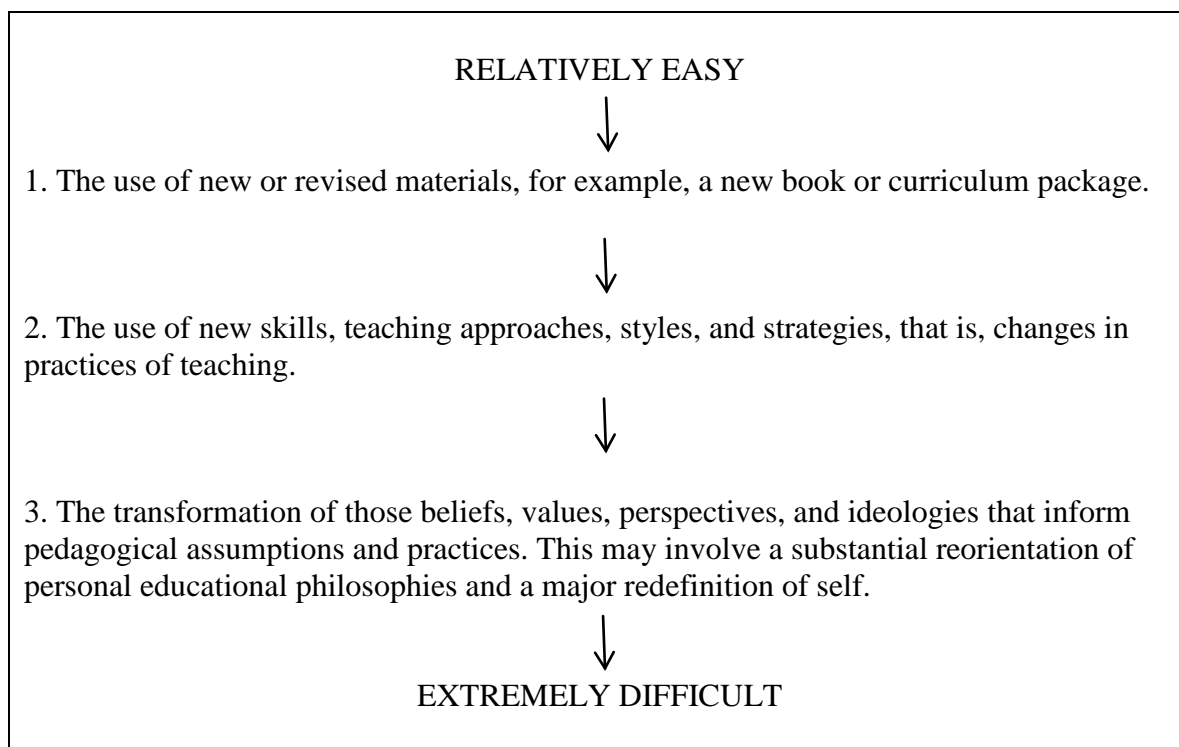 RELATIVELY EASY
1. The use of new or revised materials, for example, a new book or curriculum package.
2. The use of new skills, teaching approaches, styles, and strategies, that is, changes in
practices of teaching.
3. The transformation of those beliefs, values, perspectives, and ideologies that inform
pedagogical assumptions and practices. This may involve a substantial reorientation of
personal educational philosophies and a major redefinition of self.
EXTREMELY DIFFICULT